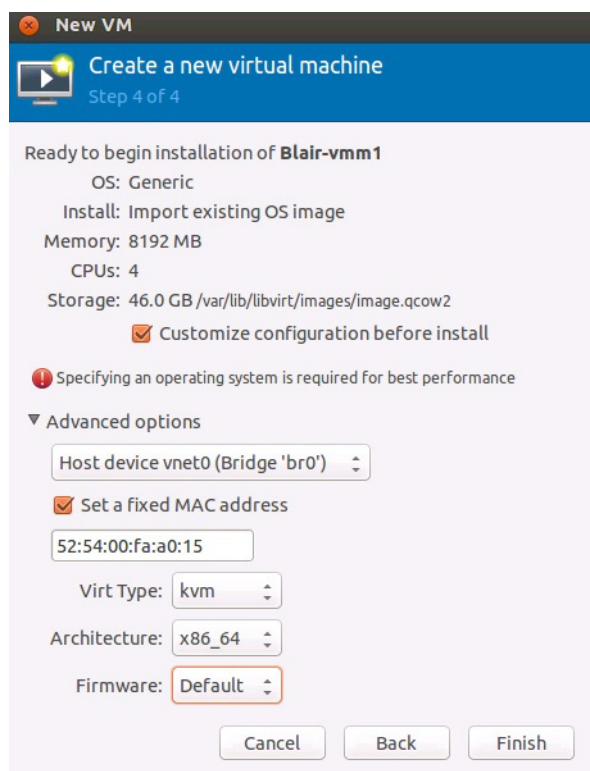 New VM
Create a new virtual machine
Step 4 of 4
Ready to begin installation of Blair-vmm1
OS: Generic
Install: Import existing OS image
Memory: 8192 MB
CPUs: 4
Storage: 46.0 GB /var/lib/libvirt/images/image.qcow2
Customize configuration before install
Specifying an operating system is required for best performance
Advanced options
Host device vnet0 (Bridge 'br0')
Set a fixed MAC address
52:54:00:fa:a0:15
Virt Type: kvm
Architecture: x86_64
Firmware: Default
Cancel Back Finish